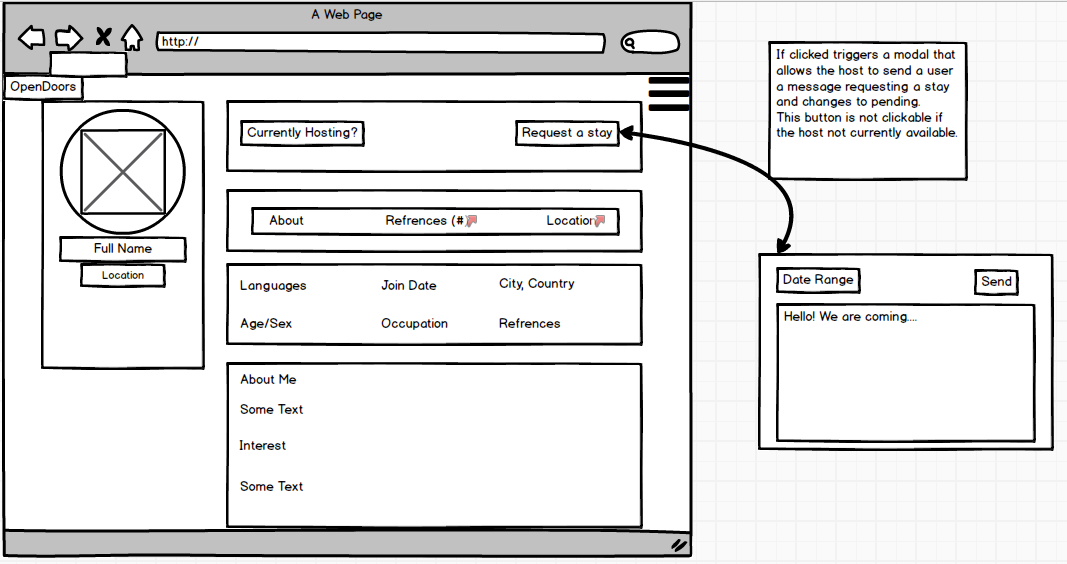 A Web Page
http://
OpenDoors
Full Name
Location
Currently Hosting?
Request a stay
About
Refrences (#)
Location
Languages
Join Date
City, Country
Age/Sex
Occupation
Refrences
About Me
Some Text
Interest
Some Text
If clicked triggers a modal that
allows the host to send a user
a message requesting a stay
and changes to pending.
This button is not clickable if
the host not currently available.
Date Range
Send
Hello! We are coming....